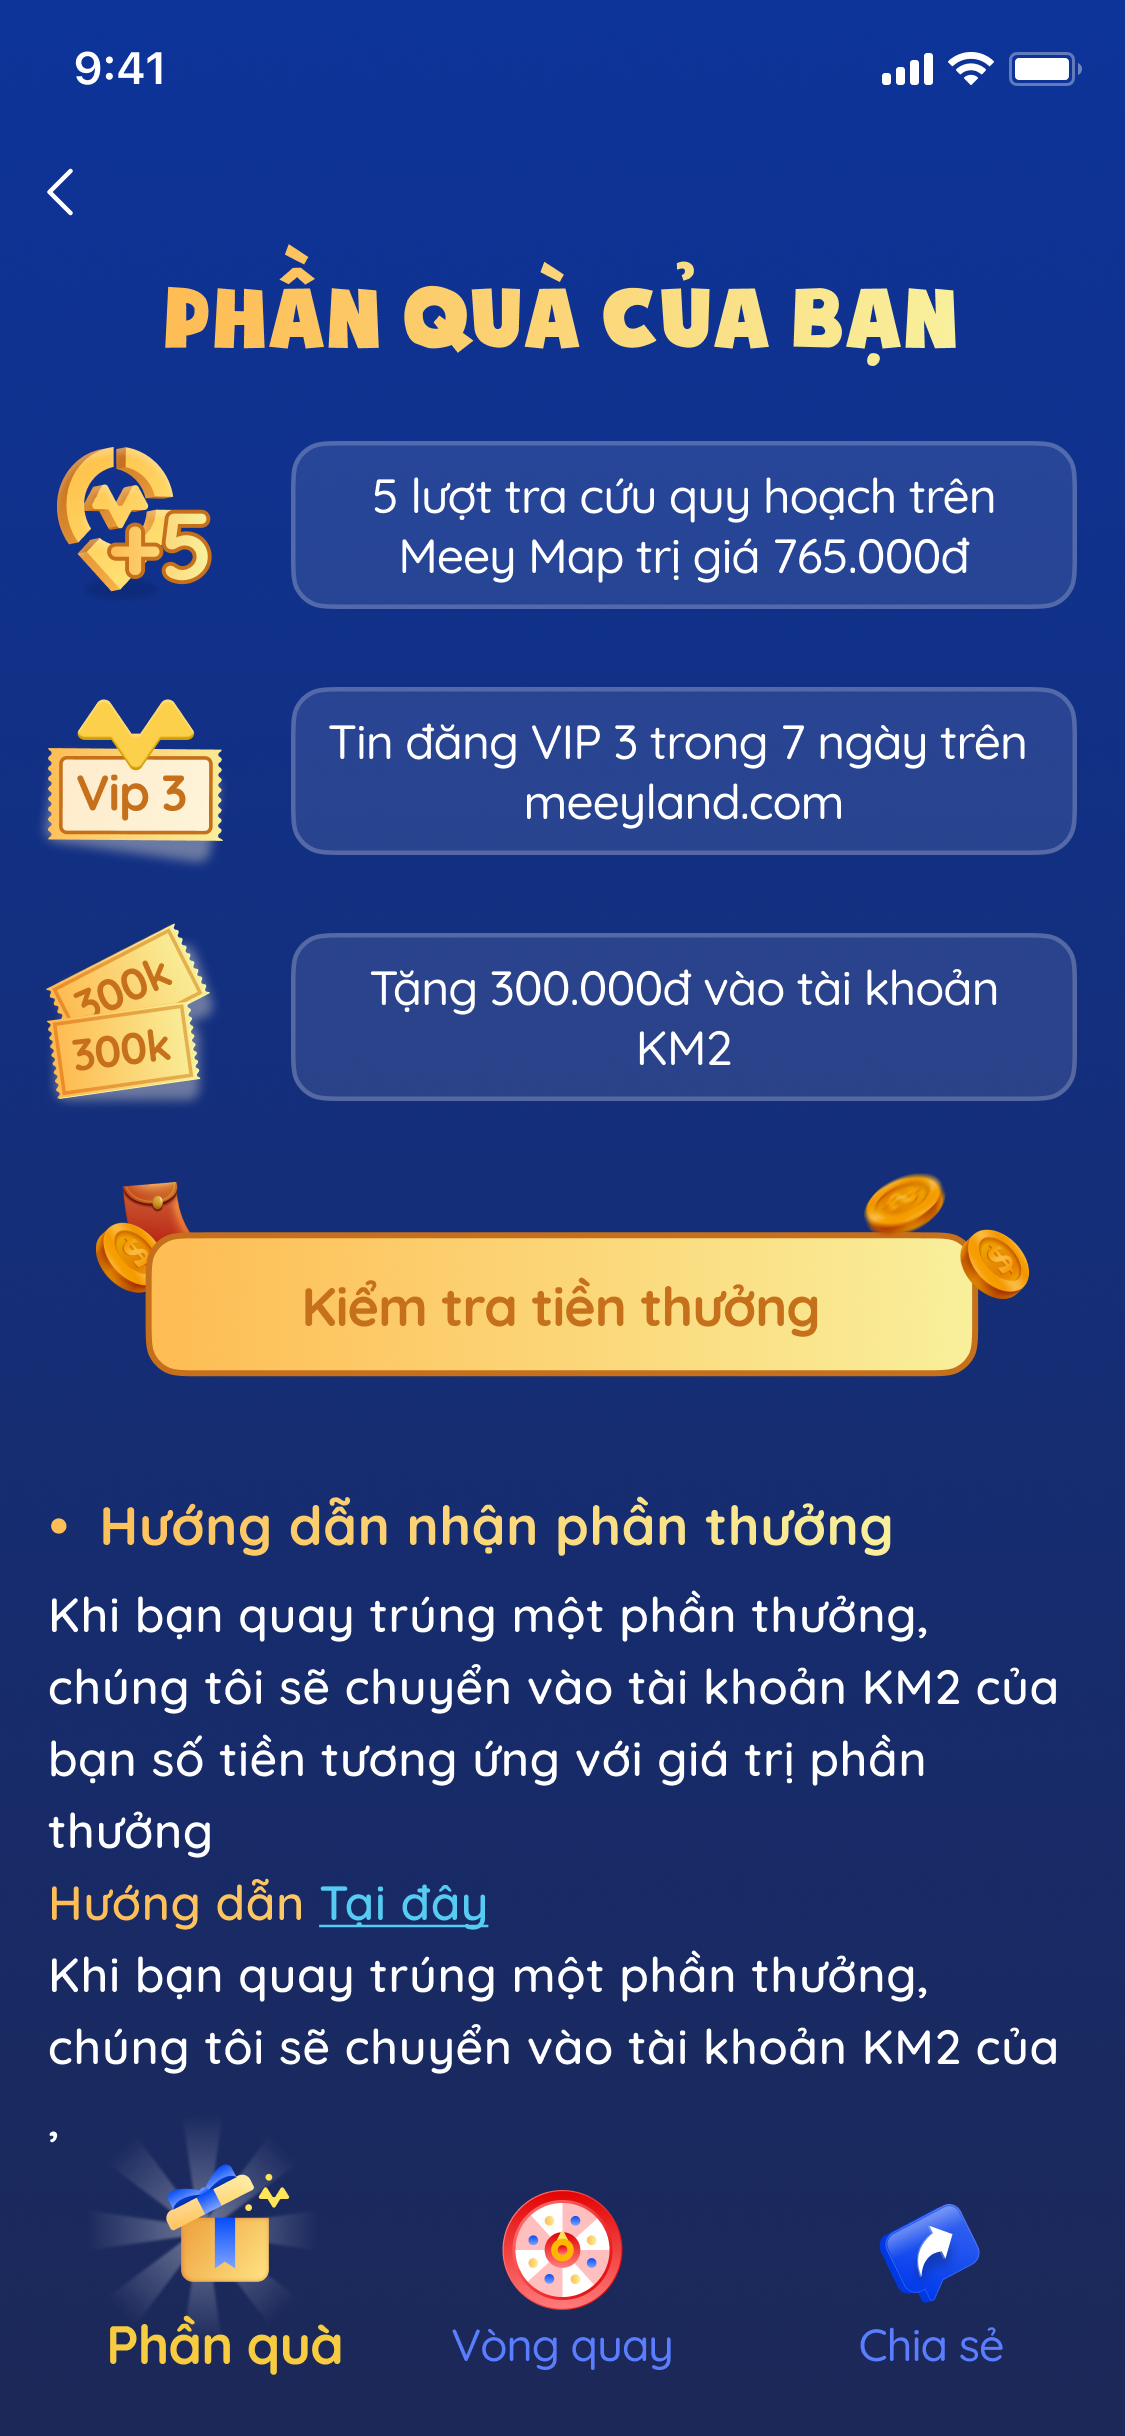 9:41
PHẦN QUÀ CỦA BẠN
+5
5 lượt tra cứu quy hoạch trên
Meey Map trị giá 765.000đ
Vip 3
Tin đăng VIP 3 trong 7 ngày trên
meeyland.com
300k
300k
Tặng 300.000đ vào tài khoản
KM2
Kiểm tra tiền thưởng
• Hướng dẫn nhận phần thưởng
Khi bạn quay trúng một phần thưởng,
chúng tôi sẽ chuyển vào tài khoản KM2 của
bạn số tiền tương ứng với giá trị phần
thưởng
Hướng dẫn Tại đây
Khi bạn quay trúng một phần thưởng,
chúng tôi sẽ chuyển vào tài khoản KM2 của
,
Phần quà
Vòng quay
Chia sẻ